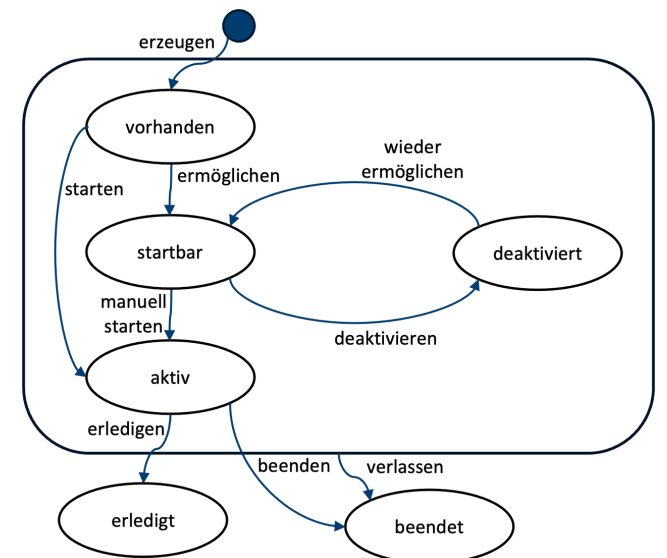 erzeugen
vorhanden
wieder
ermöglichen
ermöglichen
starten
startbar
deaktiviert
manuell
starten
deaktivieren
aktiv
erledigen
beenden
verlassen
erledigt
beendet